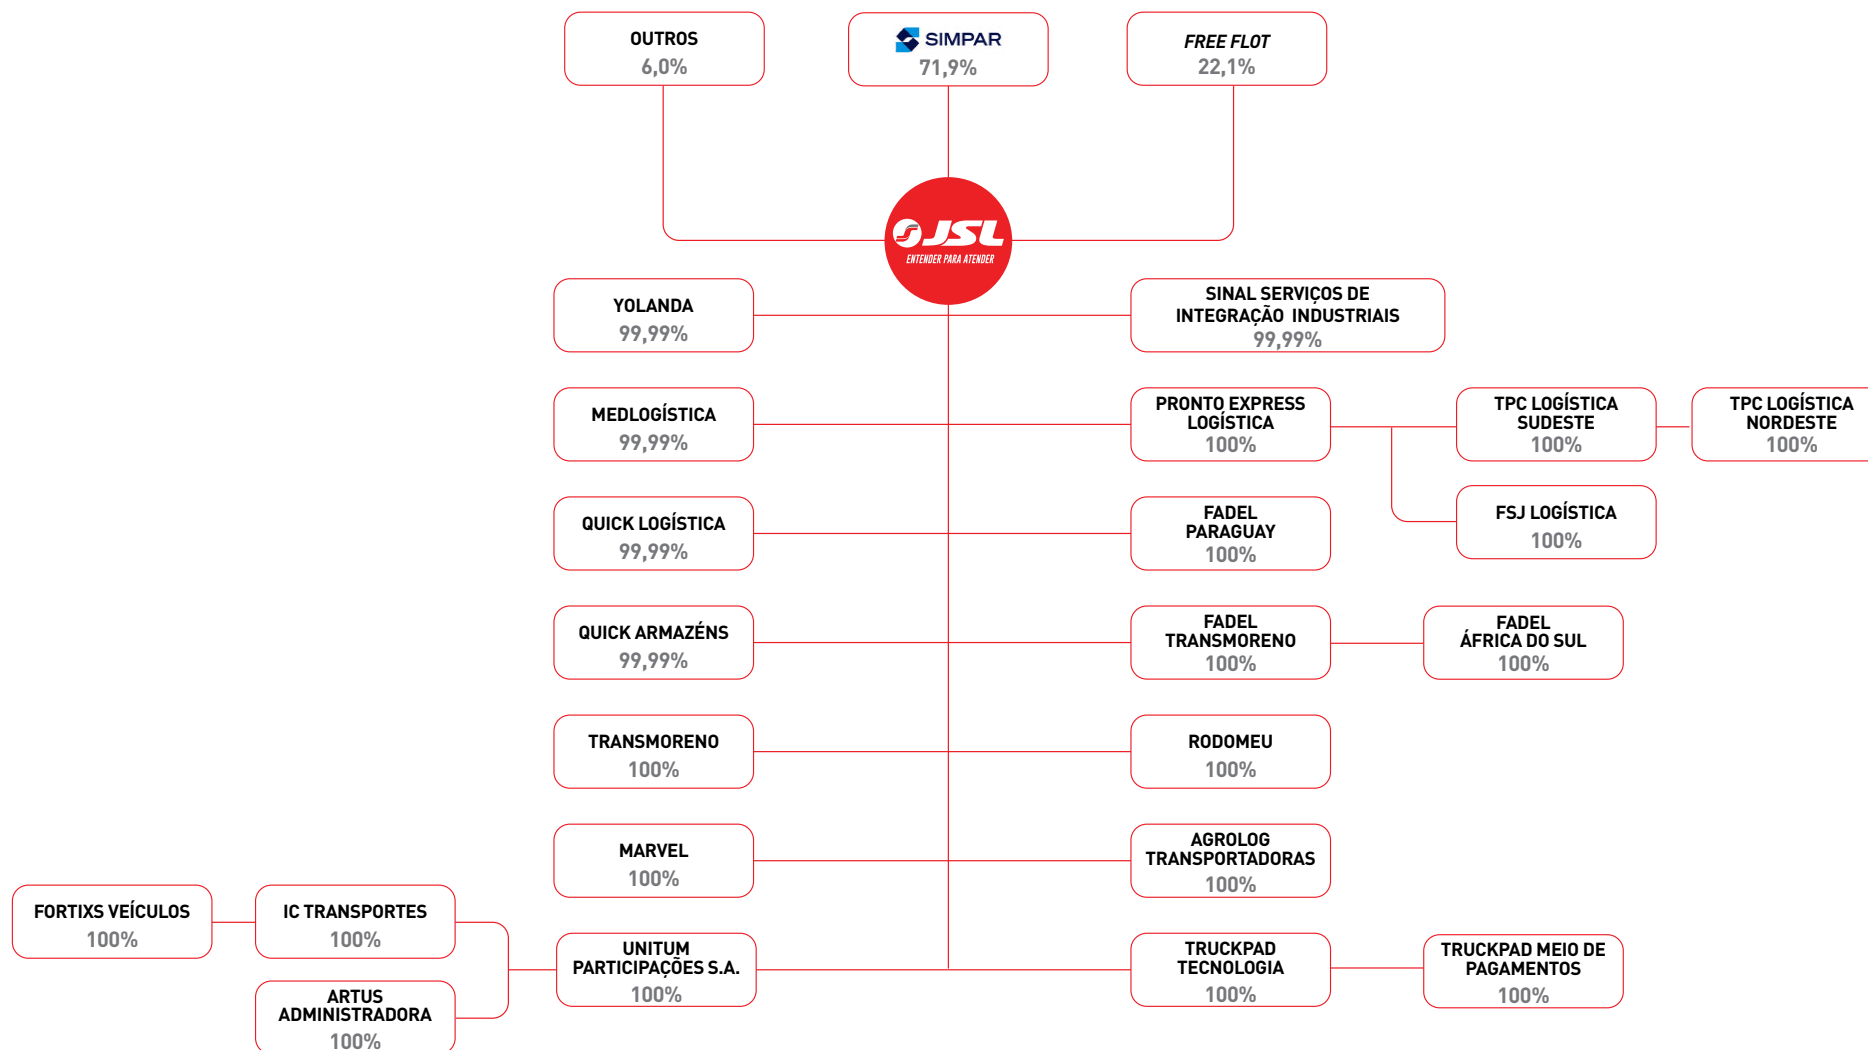 OUTROS
6,0%
SIMPAR
71,9%
FREE FLOT
22,1%
JSL
ENTENDER PARA ATENDER
YOLANDA
99,99%
SINAL SERVIÇOS DE
INTEGRAÇÃO INDUSTRIAIS
99,99%
MEDLOGÍSTICA
99,99%
PRONTO EXPRESS
LOGÍSTICA
100%
TPC LOGÍSTICA
SUDESTE
100%
TPC LOGÍSTICA
NORDESTE
100%
QUICK LOGÍSTICA
99,99%
FADEL
PARAGUAY
100%
FSJ LOGÍSTICA
100%
QUICK ARMAZÉNS
99,99%
FADEL
TRANSMORENO
100%
FADEL
ÁFRICA DO SUL
100%
TRANSMORENO
100%
RODOMEU
100%
MARVEL
100%
AGROLOG
TRANSPORTADORAS
100%
FORTIXS VEÍCULOS
100%
IC TRANSPORTES
100%
UNITUM
PARTICIPAÇÕES S.A.
100%
TRUCKPAD
TECNOLOGIA
100%
TRUCKPAD MEIO DE
PAGAMENTOS
100%
ARTUS
ADMINISTRADORA
100%